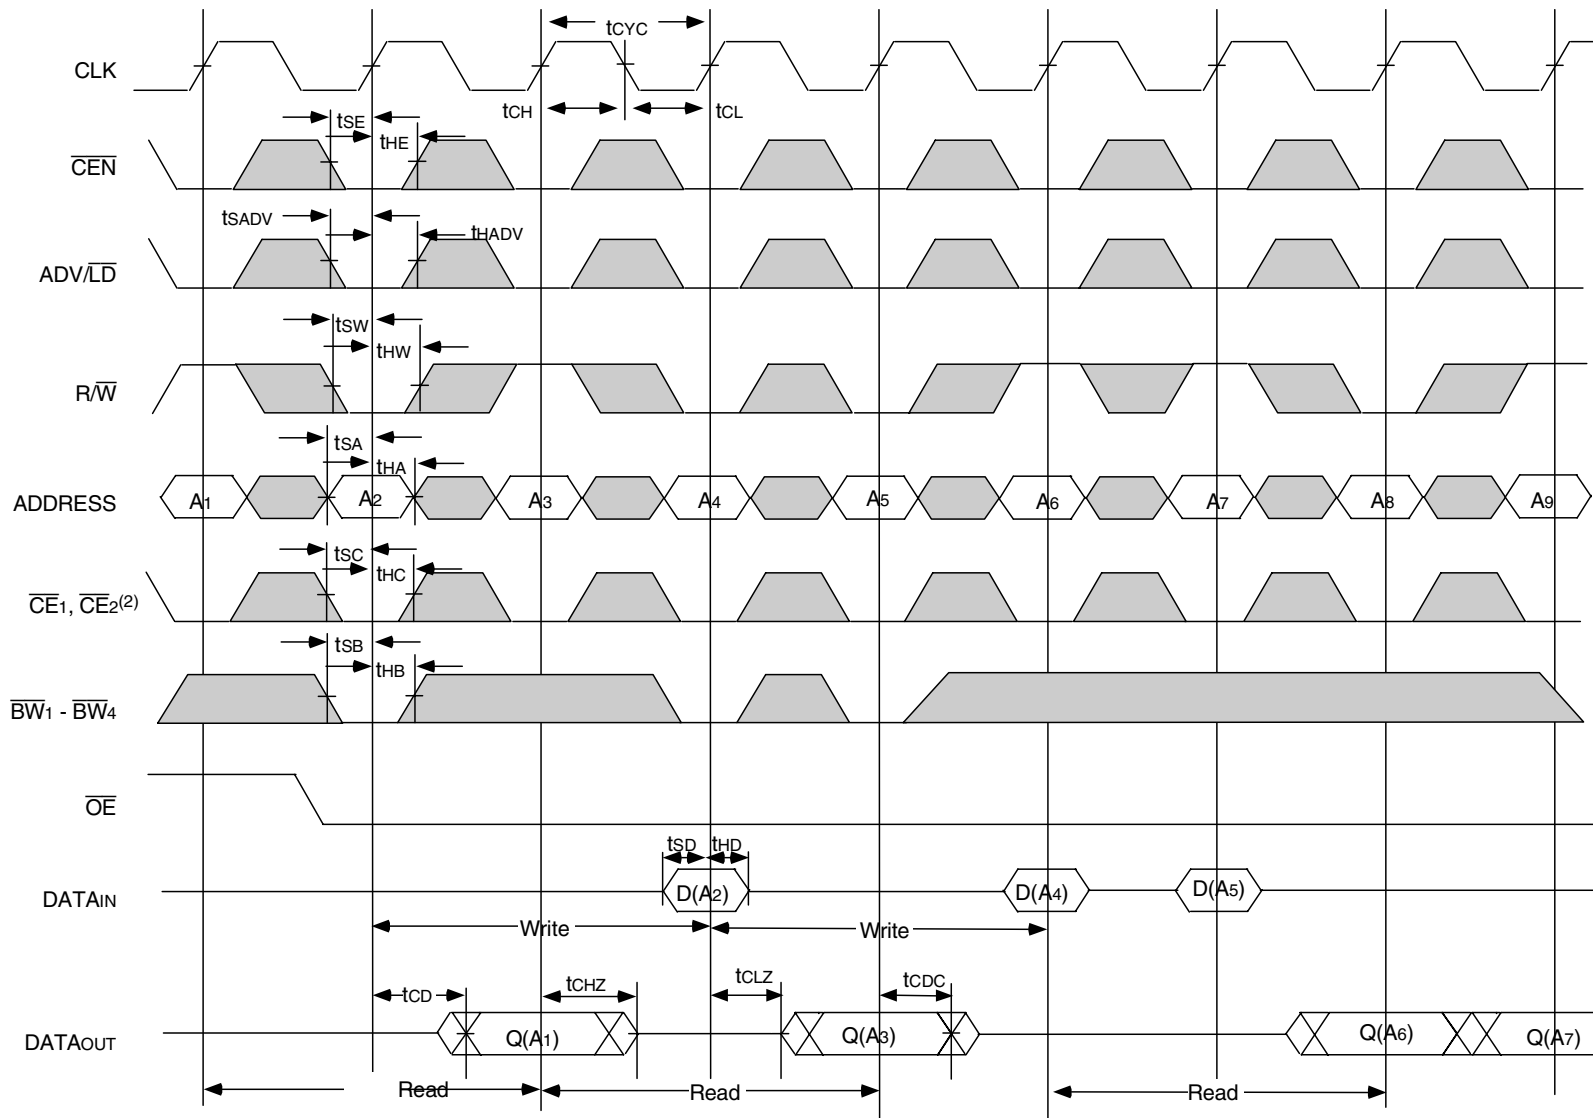 tCYC
CLK
tCH
tCL
tSE
tHE
CEN
tSADV
tHADV
ADV/LD
tSW
tHW
R/W
tSA
tHA
ADDRESS
A1 A2 A3 A4 A5 A6 A7 A8 A9
tSC
tHC
CE1, CE2(2)
tSB
tHB
BW1 - BW4
OE
tSD tHD
DATAIN
D(A2) D(A4) D(A5)
Write Write
tCD tCHZ tCLZ tCDC
DATAOUT
Q(A1) Q(A3) Q(A6) Q(A7)
Read Read Read